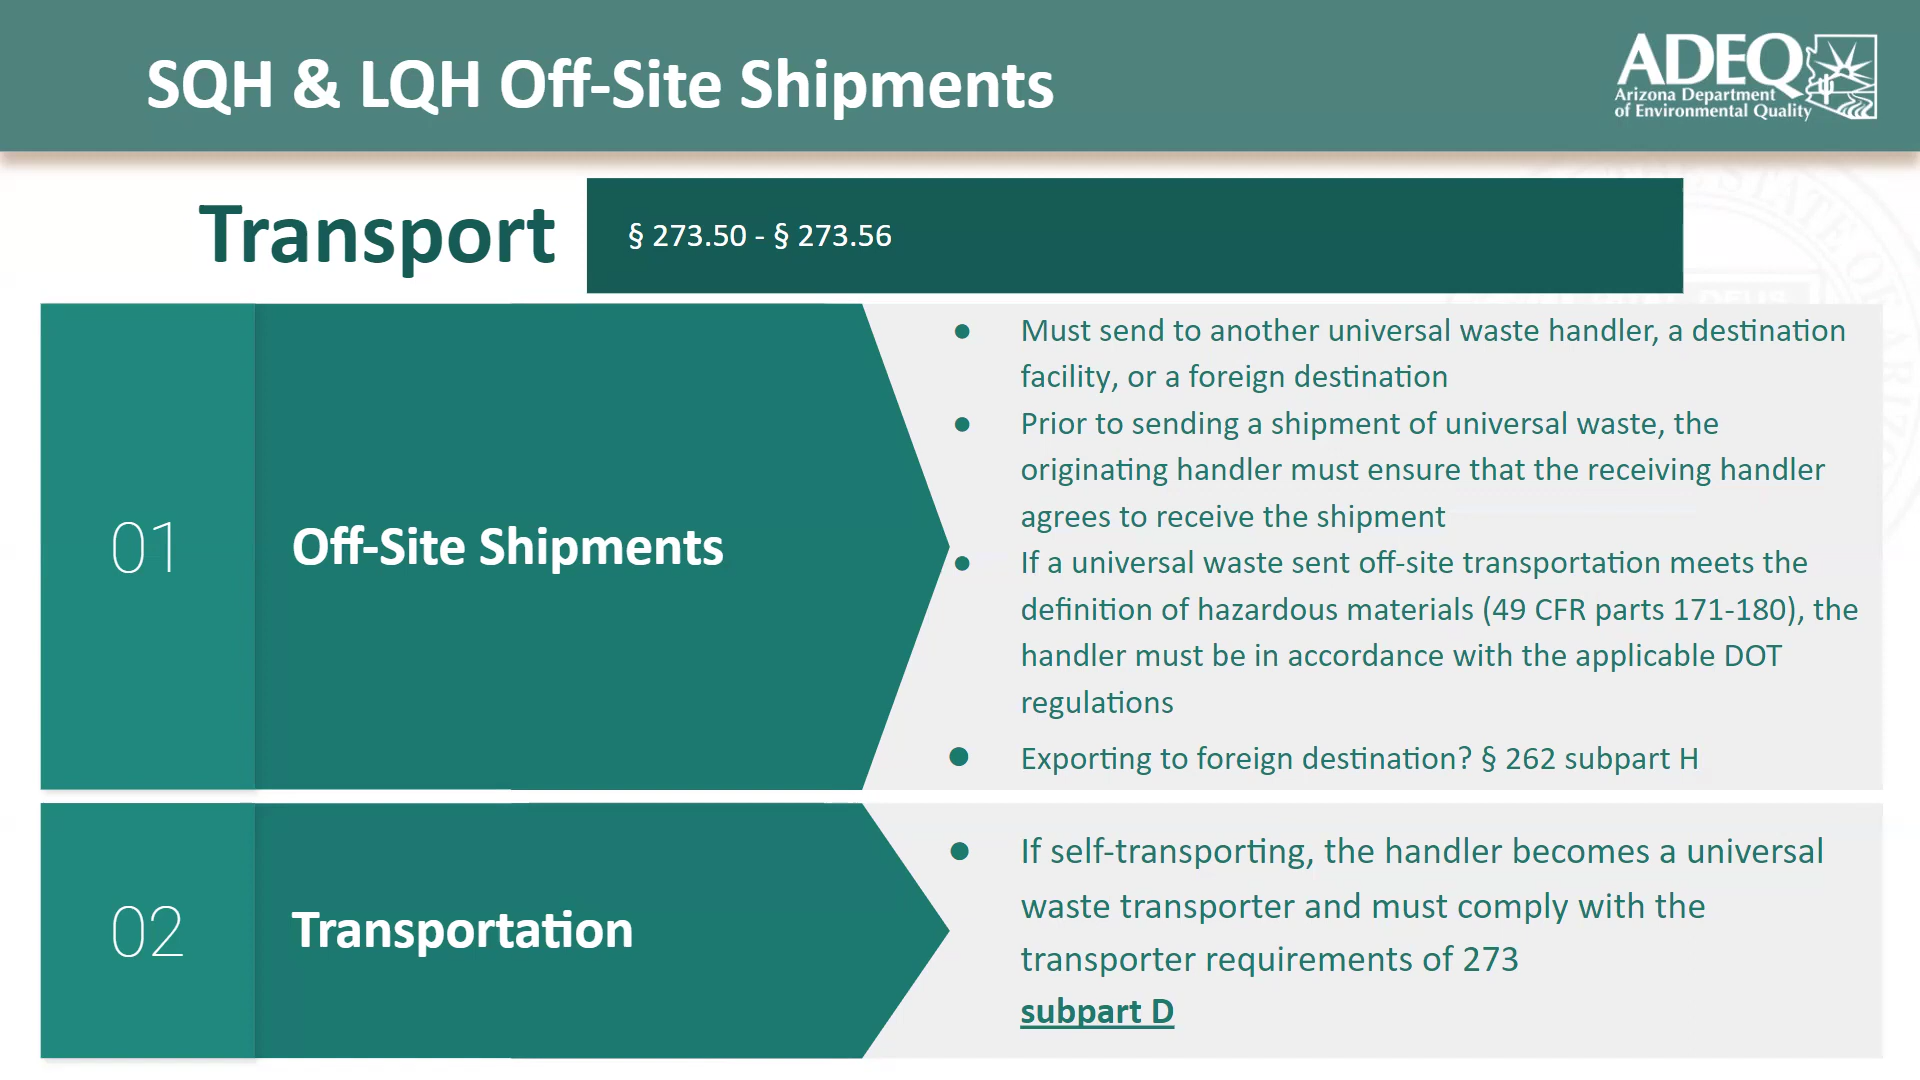 SQH & LQH Off-Site Shipments
ADEQ
Arizona Department
of Environmental Quality
Transport
§ 273.50 - § 273.56
01
Off-Site Shipments
● Must send to another universal waste handler, a destination
facility, or a foreign destination
● Prior to sending a shipment of universal waste, the
originating handler must ensure that the receiving handler
agrees to receive the shipment
● If a universal waste sent off-site transportation meets the
definition of hazardous materials (49 CFR parts 171-180), the
handler must be in accordance with the applicable DOT
regulations
● Exporting to foreign destination? § 262 subpart H
02
Transportation
● If self-transporting, the handler becomes a universal
waste transporter and must comply with the
transporter requirements of 273
subpart D